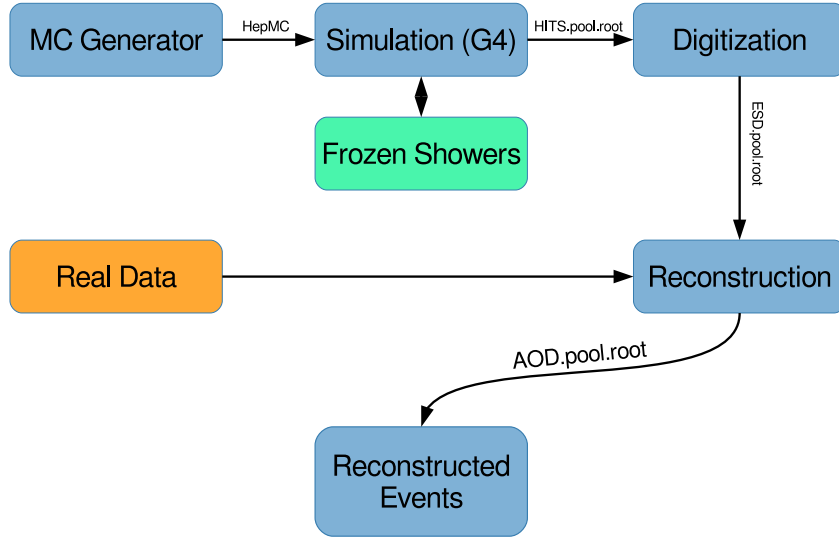 MC Generator
HepMC
Simulation (G4)
HITS.pool.root
Digitization
Frozen Showers
ESD.pool.root
Real Data
Reconstruction
AOD.pool.root
Reconstructed
Events